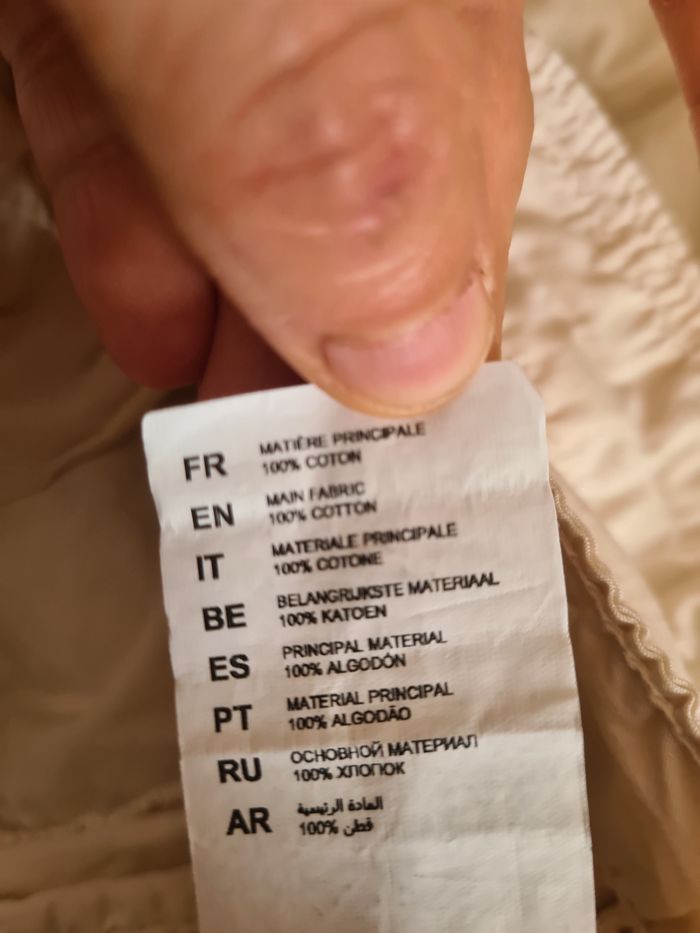 FR MATIÈRE PRINCIPALE
100% COTON
EN MAIN FABRIC
100% COTTON
IT MATERIALE PRINCIPALE
100% COTONE
BE BELANGRIJKSTE MATERIAAL
100% KATOEN
ES PRINCIPAL MATERIAL
100% ALGODÓN
PT MATERIAL PRINCIPAL
100% ALGODÃO
RU ОСНОВНОЙ МАТЕРИАЛ
100% ХЛОПОК
AR المادة الرئيسية
100% قطن